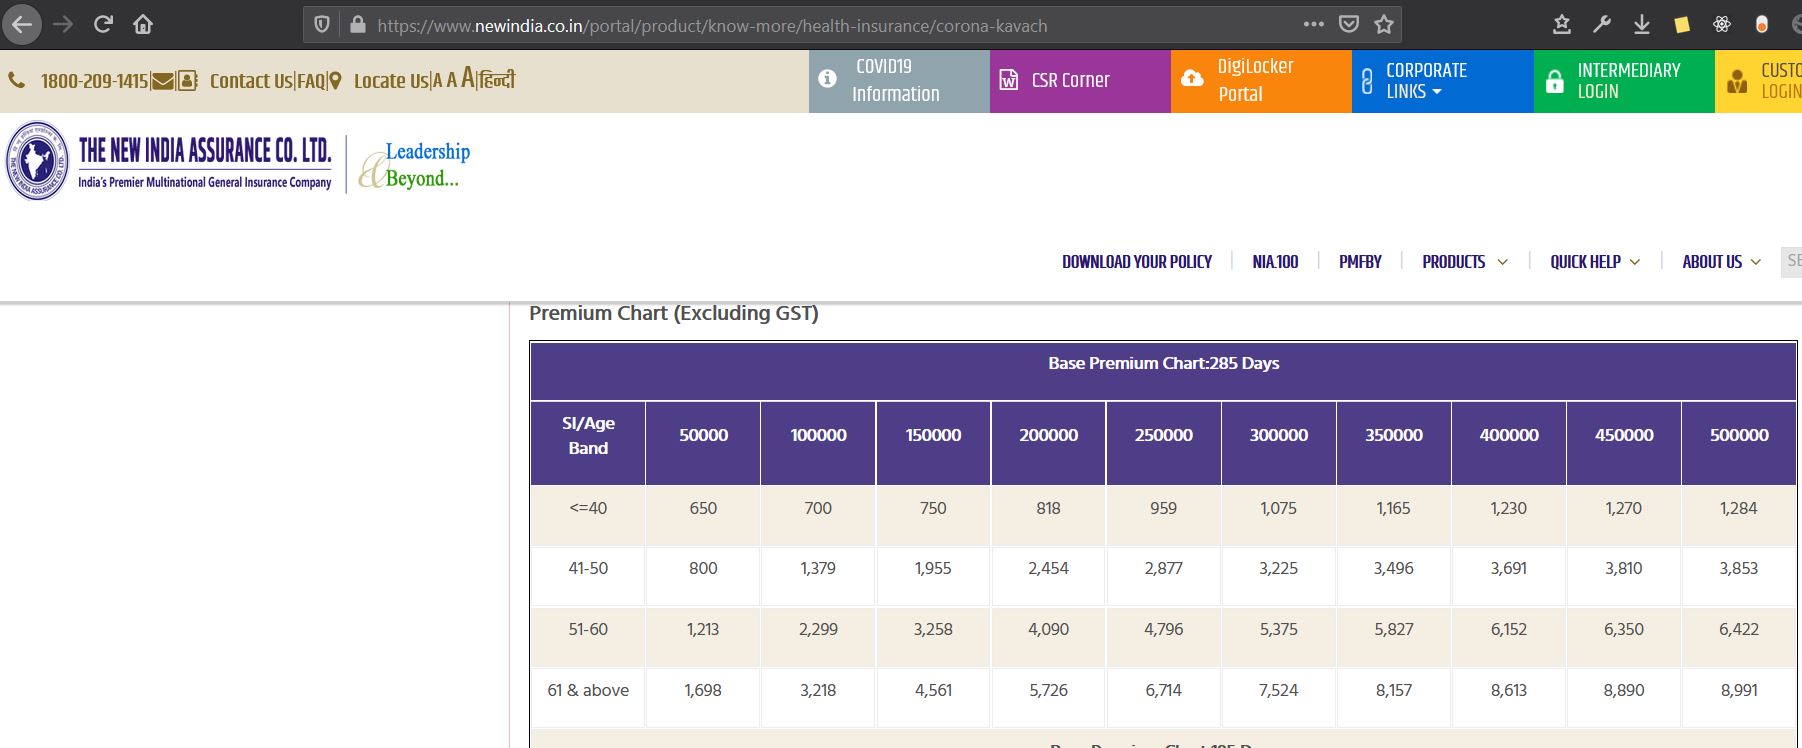 https://www.newindia.co.in/portal/product/know-more/health-insurance/corona-kavach
1800-209-1415| | Contact Us|FAQ| Locate Us|A A A|हिन्दी
COVID19 Information
CSR Corner
DigiLocker Portal
CORPORATE LINKS
INTERMEDIARY LOGIN
CUSTO
LOGIN
THE NEW INDIA ASSURANCE CO. LTD.
India's Premier Multinational General Insurance Company
Leadership
& Beyond...
DOWNLOAD YOUR POLICY | NIA.100 | PMFBY | PRODUCTS | QUICK HELP | ABOUT US
SE
Premium Chart (Excluding GST)
Base Premium Chart:285 Days
SI/Age Band 50000 100000 150000 200000 250000 300000 350000 400000 450000 500000
<=40 650 700 750 818 959 1,075 1,165 1,230 1,270 1,284
41-50 800 1,379 1,955 2,454 2,877 3,225 3,496 3,691 3,810 3,853
51-60 1,213 2,299 3,258 4,090 4,796 5,375 5,827 6,152 6,350 6,422
61 & above 1,698 3,218 4,561 5,726 6,714 7,524 8,157 8,613 8,890 8,991